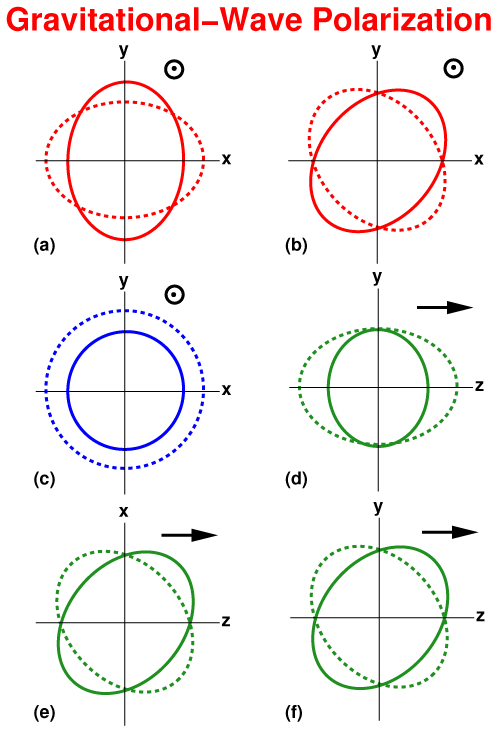 Gravitational–Wave Polarization
y
y
x
x
(a)
(b)
y
y
x
z
(c)
(d)
x
y
z
z
(e)
(f)